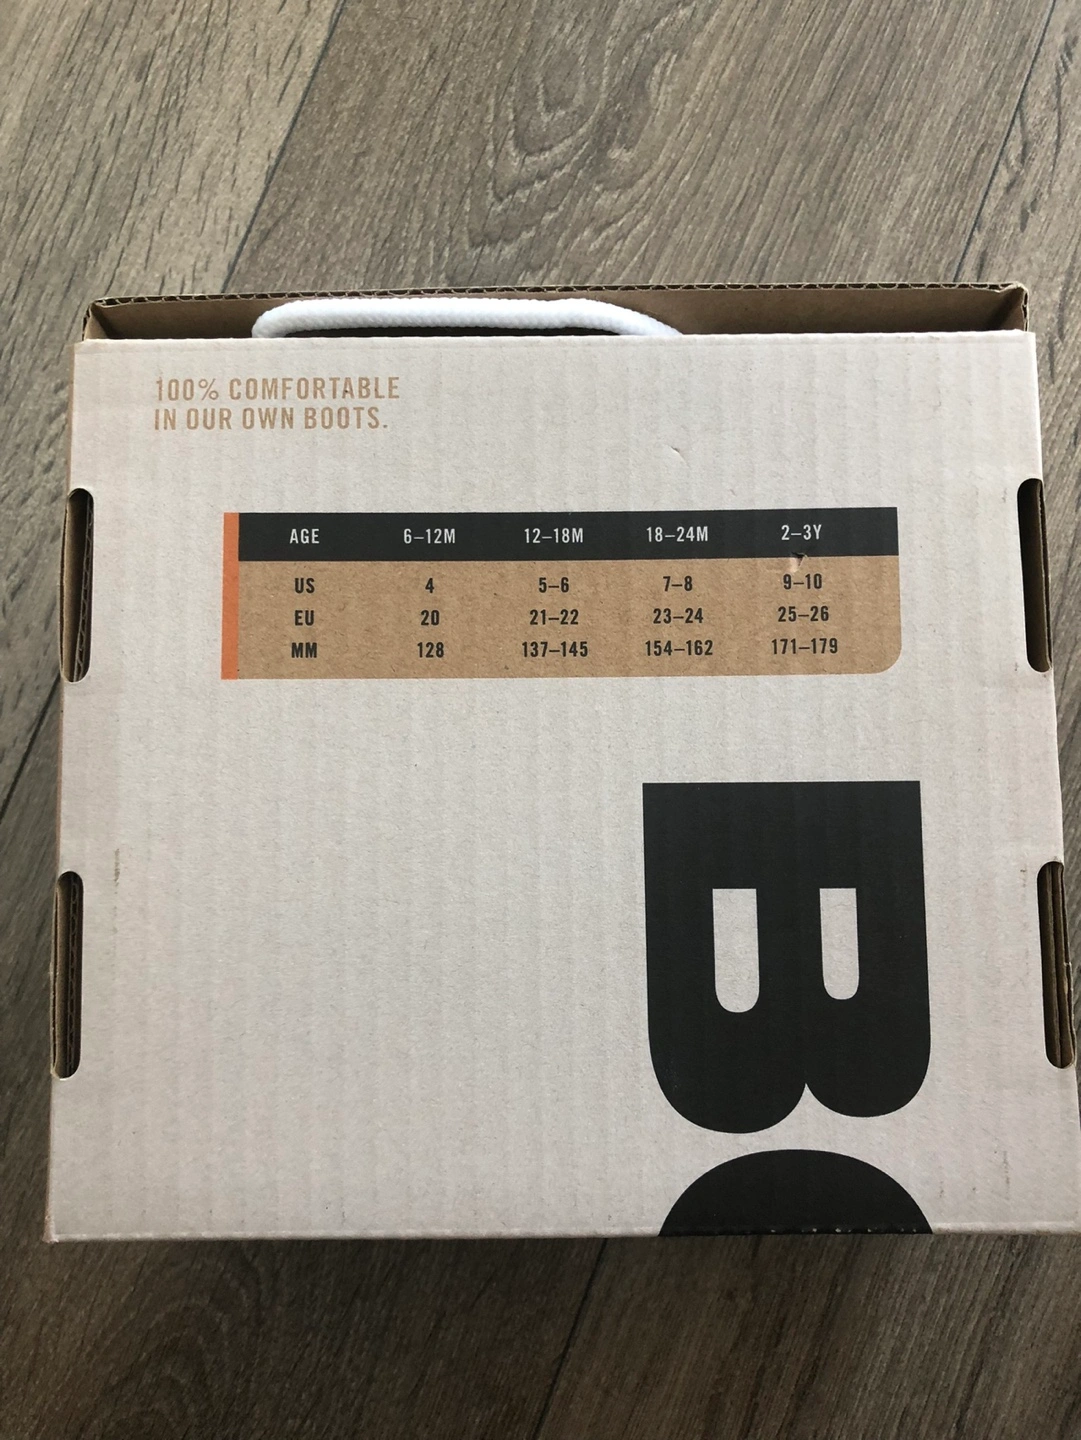 100% COMFORTABLE
IN OUR OWN BOOTS.
AGE 6–12M 12–18M 18–24M 2–3Y
US 4 5–6 7–8 9–10
EU 20 21–22 23–24 25–26
MM 128 137–145 154–162 171–179
B